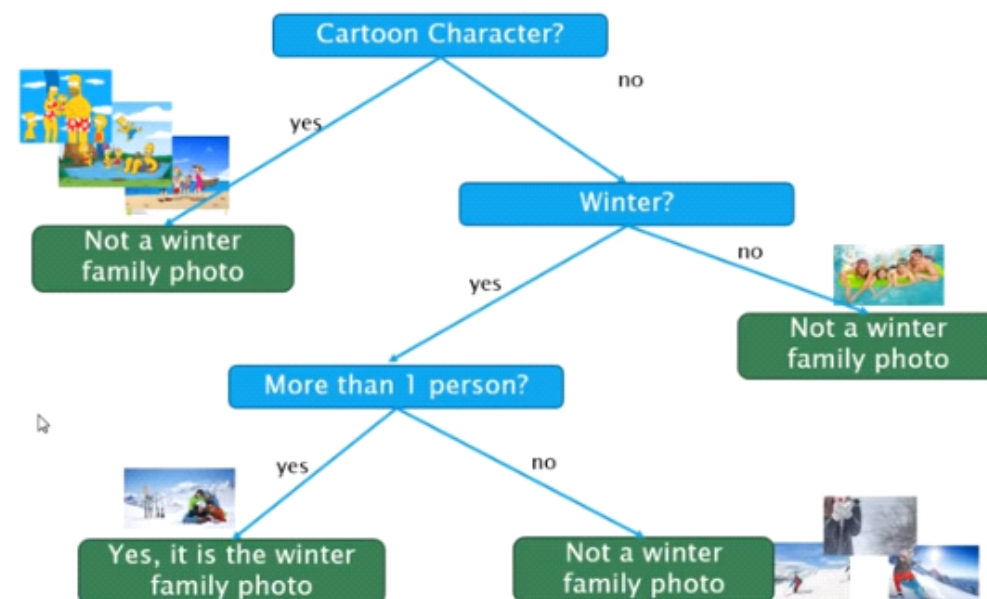 Cartoon Character?
no
yes
Winter?
Not a winter
family photo
no
yes
Not a winter
family photo
More than 1 person?
yes
no
Yes, it is the winter
family photo
Not a winter
family photo